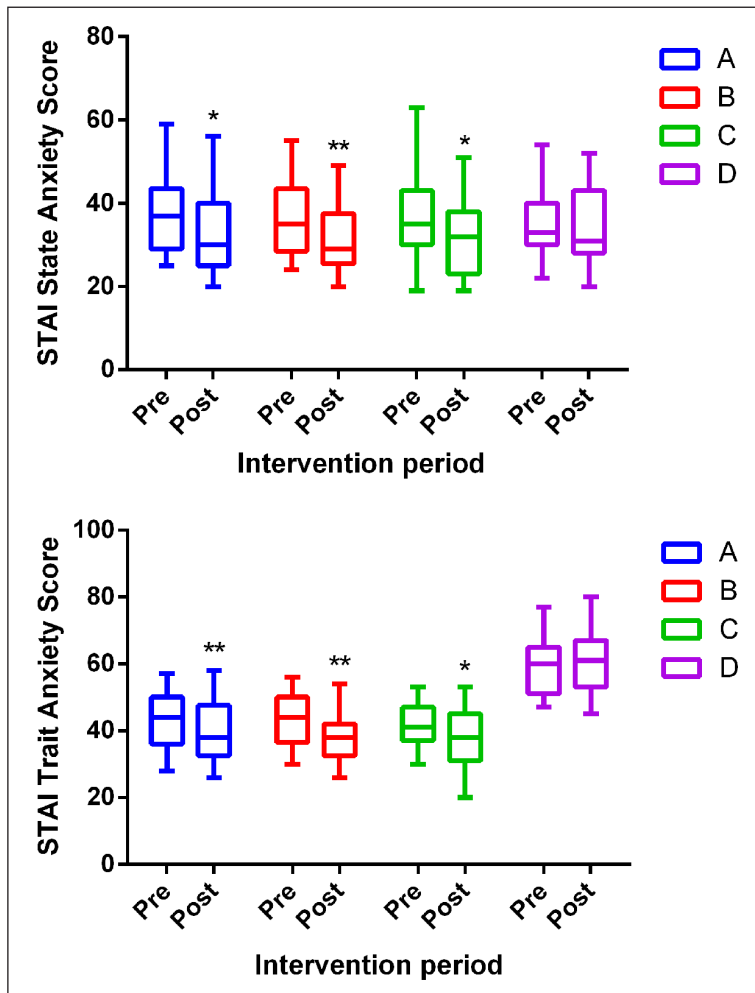 STAI State Anxiety Score
80
60
40
20
0
*
**
*
A
B
C
D
Pre Post Pre Post Pre Post Pre Post
Intervention period
STAI Trait Anxiety Score
100
80
60
40
20
0
**
**
*
A
B
C
D
Pre Post Pre Post Pre Post Pre Post
Intervention period